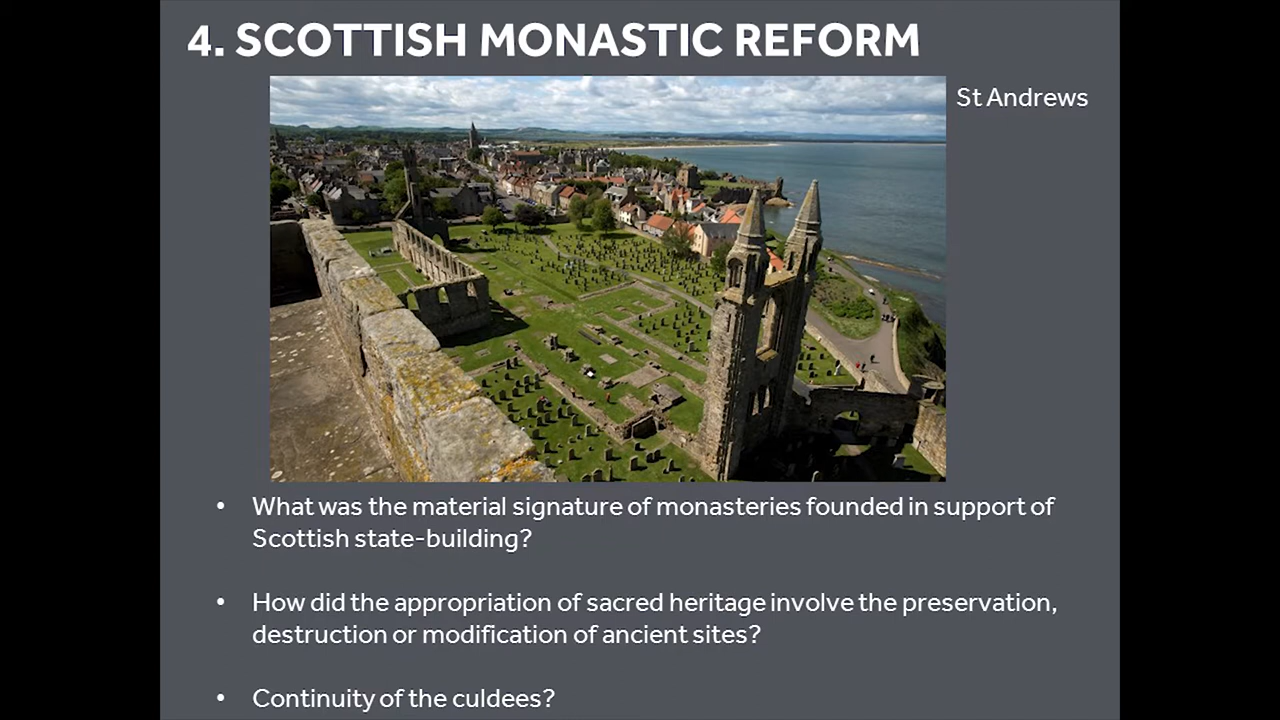 4. SCOTTISH MONASTIC REFORM
St Andrews
• What was the material signature of monasteries founded in support of
Scottish state-building?
• How did the appropriation of sacred heritage involve the preservation,
destruction or modification of ancient sites?
• Continuity of the culdees?